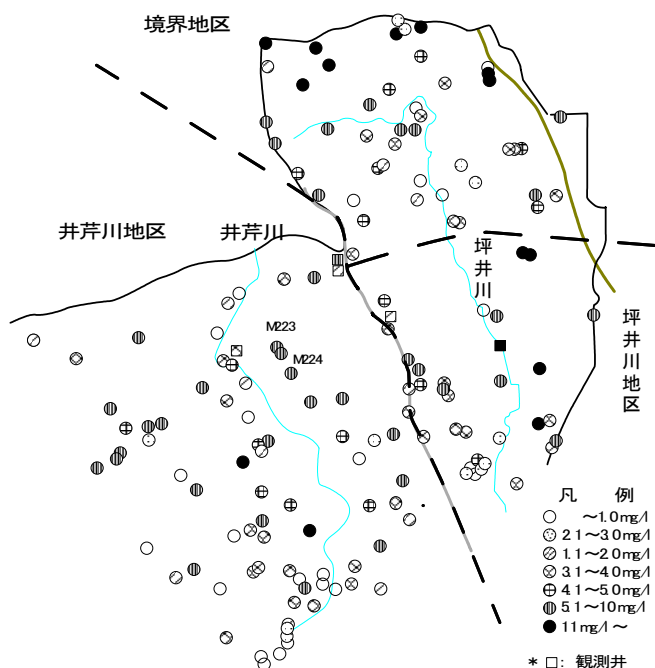 境界地区
井芹川地区
井芹川
坪井川
坪井川地区
M223
M224
凡 例
～1.0mg/l
2.1～3.0mg/l
1.1～2.0mg/l
3.1～4.0mg/l
4.1～5.0mg/l
5.1～10mg/l
11mg/l～
* □: 観測井